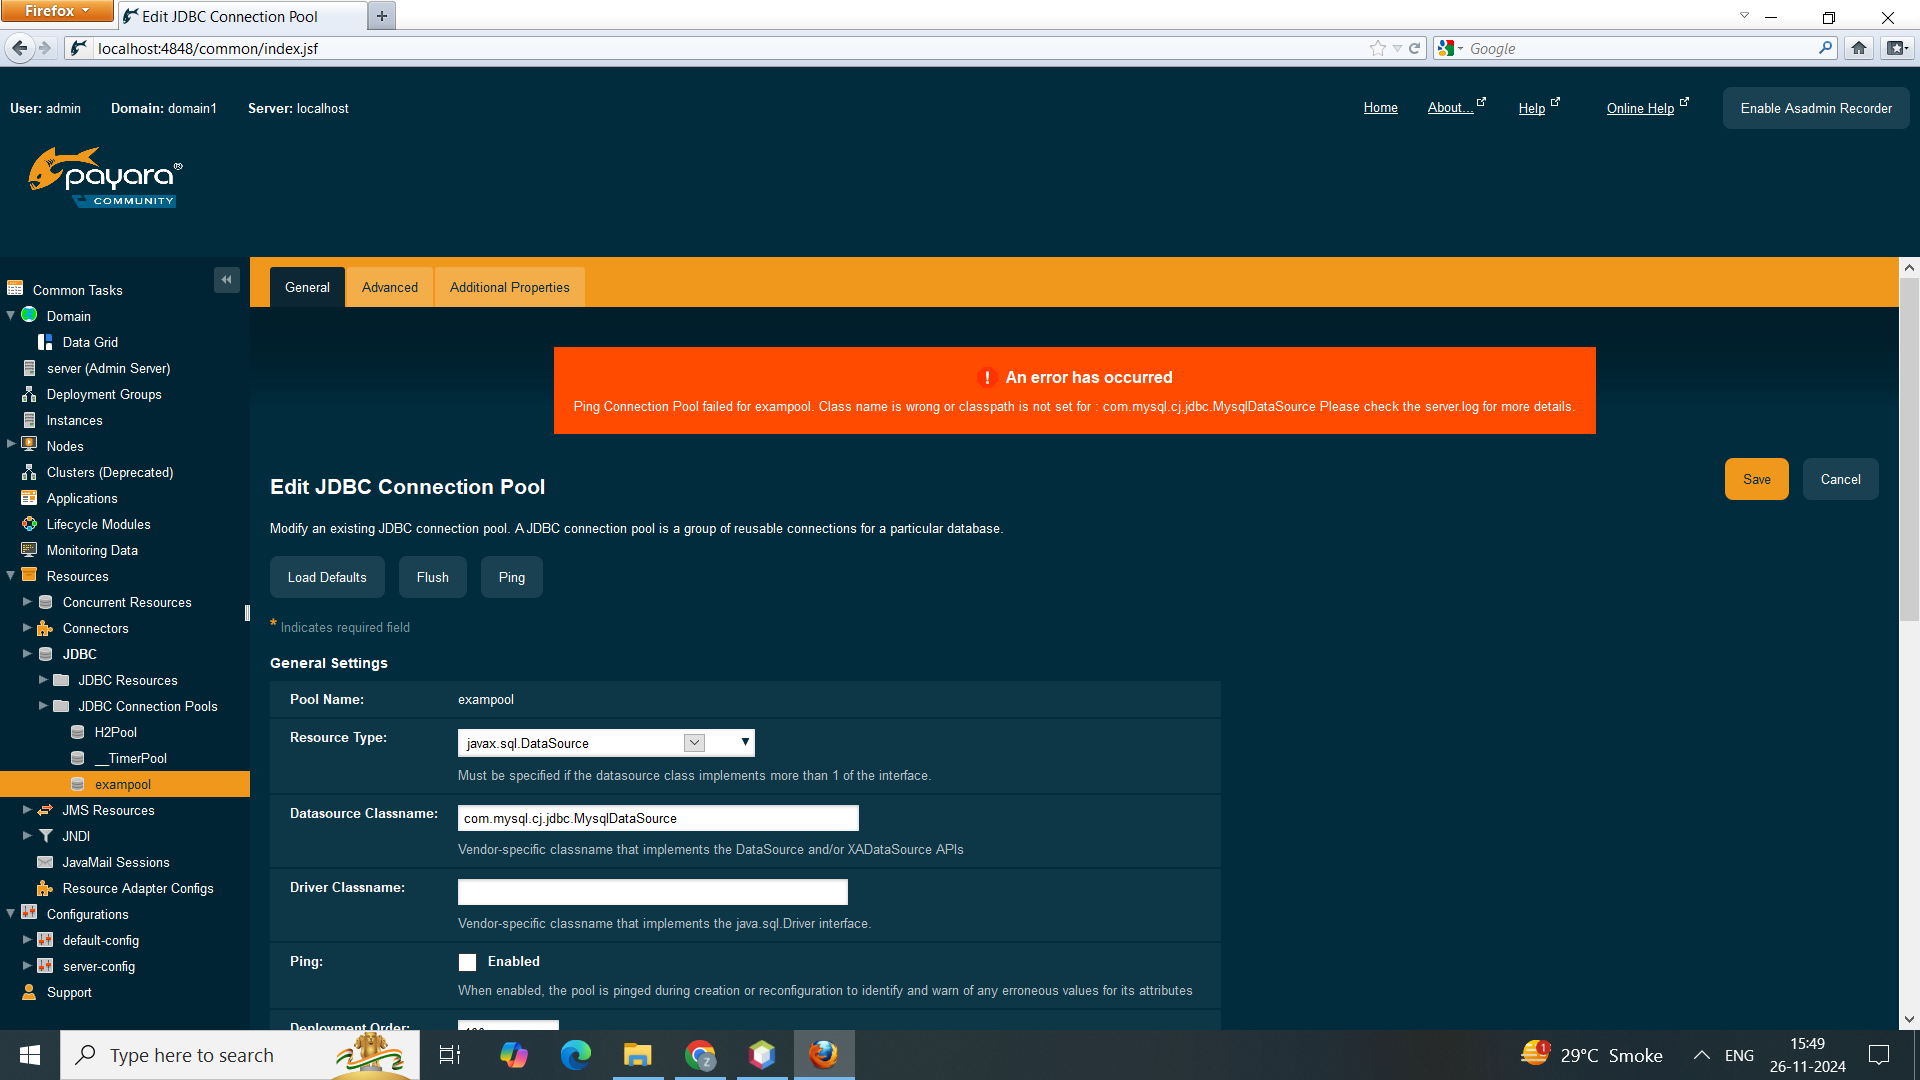 Firefox
Edit JDBC Connection Pool
localhost:4848/common/index.jsf
Google
User: admin
Domain: domain1
Server: localhost
Home
About...
Help
Online Help
Enable Asadmin Recorder
payara®
COMMUNITY
Common Tasks
Domain
Data Grid
server (Admin Server)
Deployment Groups
Instances
Nodes
Clusters (Deprecated)
Applications
Lifecycle Modules
Monitoring Data
Resources
Concurrent Resources
Connectors
JDBC
JDBC Resources
JDBC Connection Pools
H2Pool
__TimerPool
exampool
JMS Resources
JNDI
JavaMail Sessions
Resource Adapter Configs
Configurations
default-config
server-config
Support
General
Advanced
Additional Properties
! An error has occurred
Ping Connection Pool failed for exampool. Class name is wrong or classpath is not set for : com.mysql.cj.jdbc.MysqlDataSource Please check the server.log for more details.
Edit JDBC Connection Pool
Save
Cancel
Modify an existing JDBC connection pool. A JDBC connection pool is a group of reusable connections for a particular database.
Load Defaults
Flush
Ping
* Indicates required field
General Settings
Pool Name: exampool
Resource Type: javax.sql.DataSource
Must be specified if the datasource class implements more than 1 of the interface.
Datasource Classname: com.mysql.cj.jdbc.MysqlDataSource
Vendor-specific classname that implements the DataSource and/or XADataSource APIs
Driver Classname:
Vendor-specific classname that implements the java.sql.Driver interface.
Ping: Enabled
When enabled, the pool is pinged during creation or reconfiguration to identify and warn of any erroneous values for its attributes
Deployment Order:
Type here to search
Z
1
29°C Smoke
ENG
15:49
26-11-2024